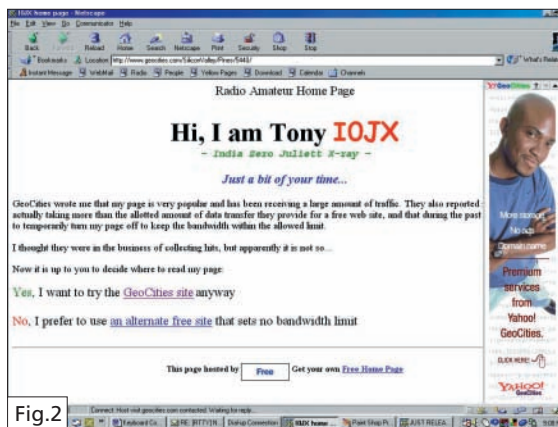 I0JX home page - Netscape
File Edit View Go Communicator Help
Back Forward Reload Home Search Netscape Print Security Shop Stop
Bookmarks Location http://www.geocities.com/SiliconValley/Pines/5443/
What's Related
Instant Message WebMail Radio People Yellow Pages Download Calendar Channels
Radio Amateur Home Page
Hi, I am Tony I0JX
- India Zero Juliett X-ray -
Just a bit of your time...
GeoCities wrote me that my page is very popular and has been receiving a large amount of traffic. They also reported
actually taking more than the allotted amount of data transfer they provide for a free web site, and that during the past
to temporarily turn my page off to keep the bandwidth within the allowed limit.
I thought they were in the business of collecting hits, but apparently it is not so...
Now it is up to you to decide where to read my page:
Yes, I want to try the GeoCities site anyway
No, I prefer to use an alternate free site that sets no bandwidth limit
This page hosted by Free Get your own Free Home Page
Yahoo! GeoCities
More storage
No ads
Domain name
Premium
services
from
Yahoo!
GeoCities.
CLICK HERE!
YAHOO!
GeoCities
Connect: Host visit.geocities.com contacted. Waiting for reply...
Keyboard Co... RE: [RTTY] N... Dialup Connection I0JX home ... Paint Shop Pr... JUST RELEA...
Fig.2